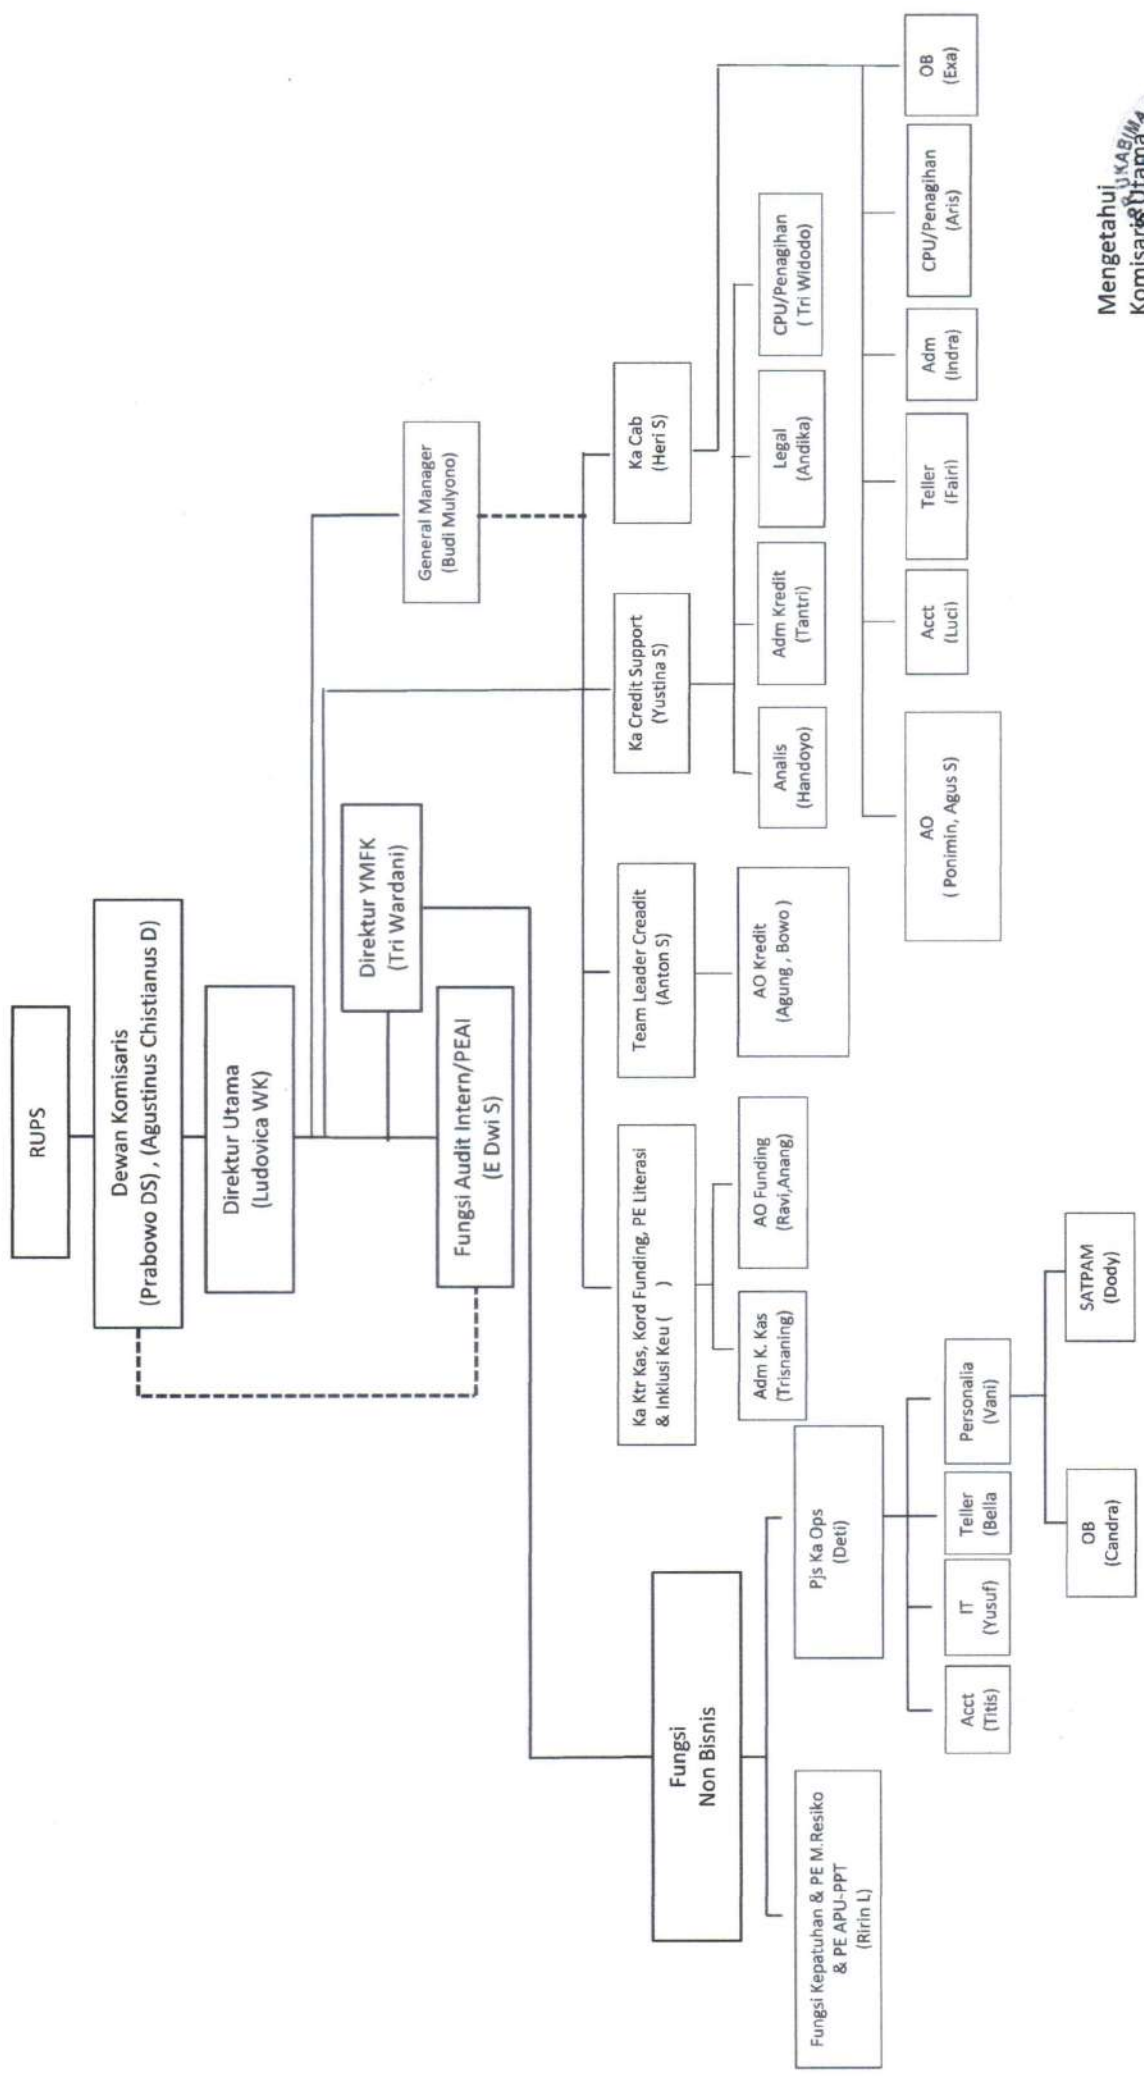 RUPS
Dewan Komisaris
(Prabowo DS) , (Agustinus Chistianus D)
Direktur Utama
(Ludovica WK)
Direktur YMFK
(Tri Wardani)
General Manager
(Budi Mulyono)
Fungsi Audit Intern/PEAI
(E Dwi S)
Ka Ktr Kas, Kord Funding, PE Literasi
& Inklusi Keu (        )
Team Leader Creadit
(Anton S)
Ka Credit Support
(Yustina S)
Ka Cab
(Heri S)
Fungsi
Non Bisnis
Adm K. Kas
(Trisnaning)
AO Funding
(Ravi,Anang)
AO Kredit
(Agung , Bowo )
Analis
(Handoyo)
Adm Kredit
(Tantri)
Legal
(Andika)
CPU/Penagihan
( Tri Widodo)
Fungsi Kepatuhan & PE M.Resiko
& PE APU-PPT
(Ririn L)
Pjs Ka Ops
(Deti)
AO
( Ponimin, Agus S)
Acct
(Luci)
Teller
(Fairi)
Adm
(Indra)
CPU/Penagihan
(Aris)
OB
(Exa)
Acct
(Titis)
IT
(Yusuf)
Teller
(Bella
Personalia
(Vani)
OB
(Candra)
SATPAM
(Dody)
Mengetahui
Komisaris Utama